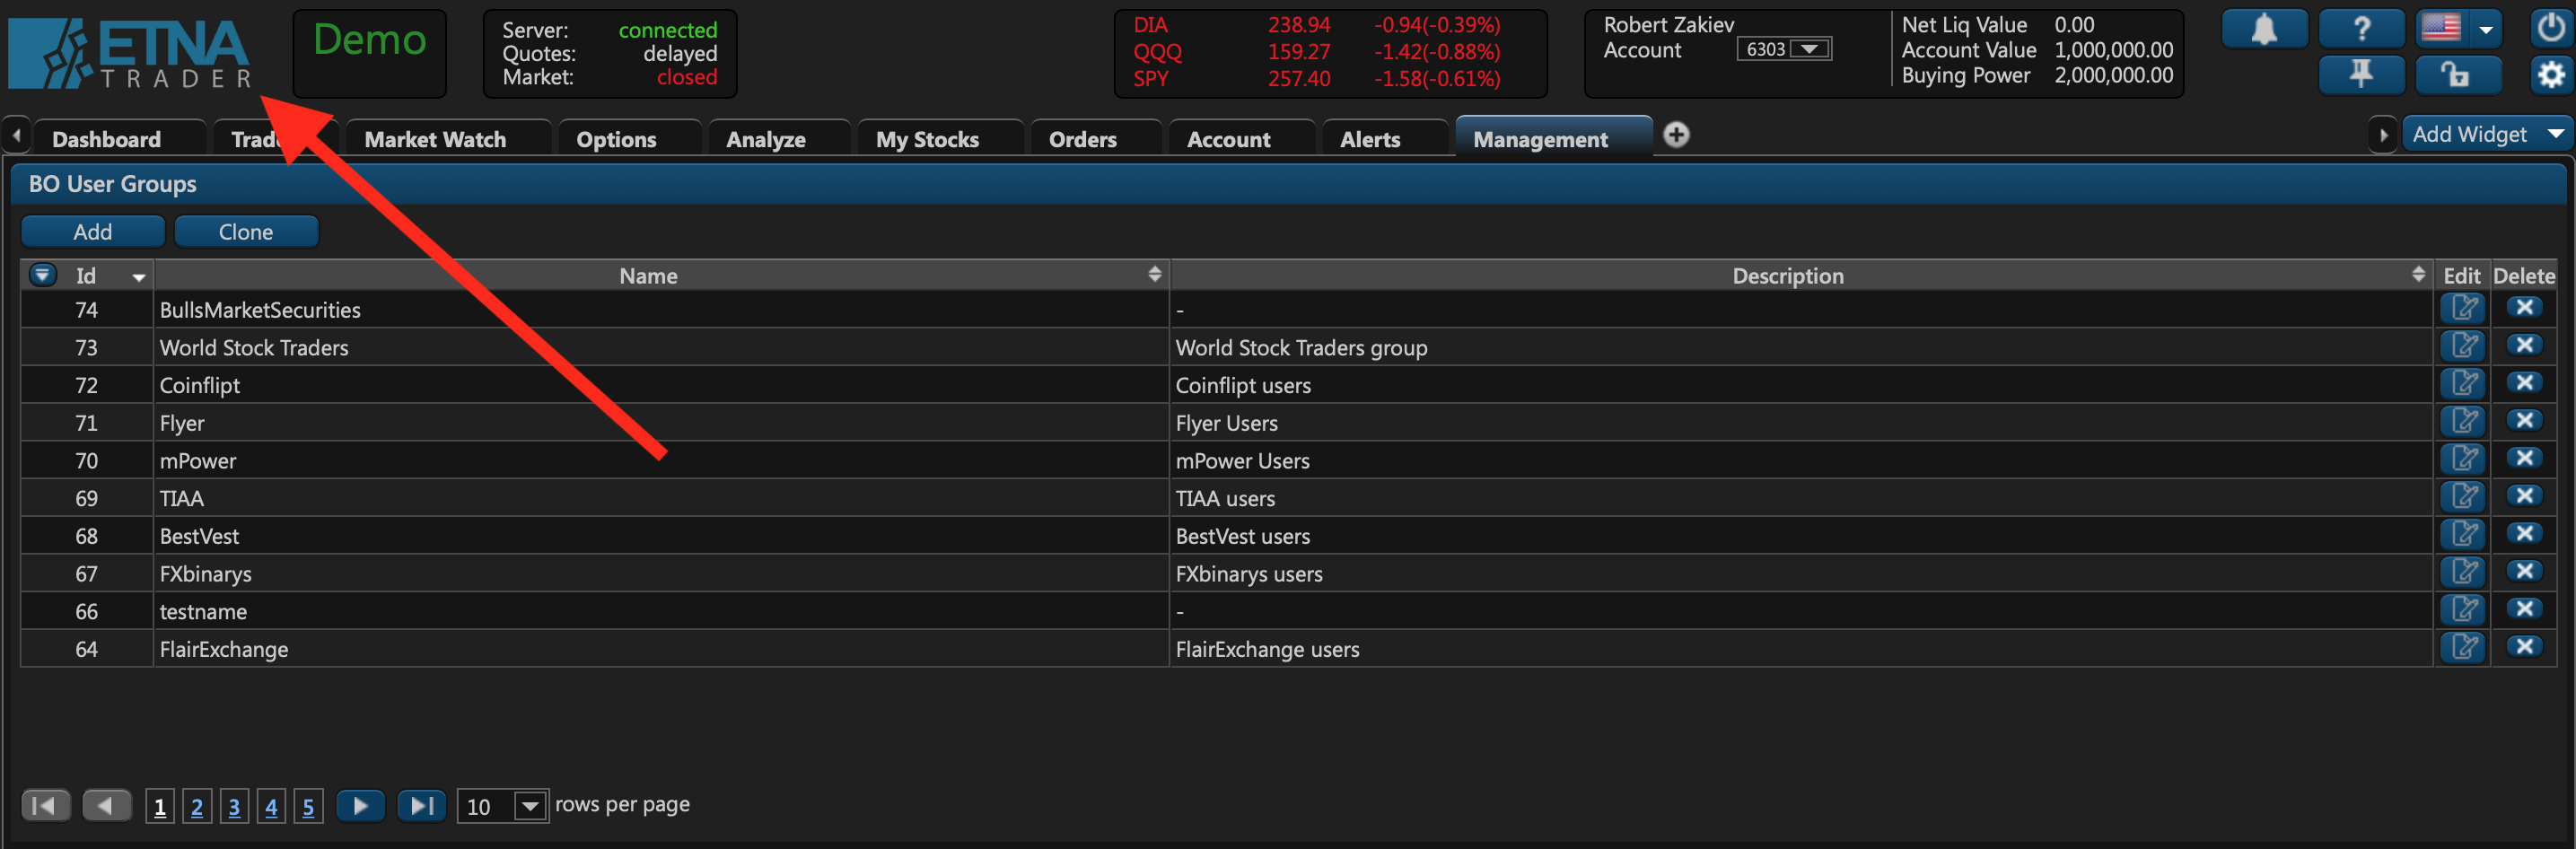 ETNA
TRADER
Demo
Server: connected
Quotes: delayed
Market: closed
DIA 238.94 -0.94(-0.39%)
QQQ 159.27 -1.42(-0.88%)
SPY 257.40 -1.58(-0.61%)
Robert Zakiev
Account 6303
Net Liq Value 0.00
Account Value 1,000,000.00
Buying Power 2,000,000.00
?
Dashboard Market Watch Options Analyze My Stocks Orders Account Alerts Management Add Widget
BO User Groups
Add Clone
Id Name Description Edit Delete
74 BullsMarketSecurities -
73 World Stock Traders World Stock Traders group
72 Coinflipt Coinflipt users
71 Flyer Flyer Users
70 mPower mPower Users
69 TIAA TIAA users
68 BestVest BestVest users
67 FXbinarys FXbinarys users
66 testname -
64 FlairExchange FlairExchange users
1 2 3 4 5 10 rows per page